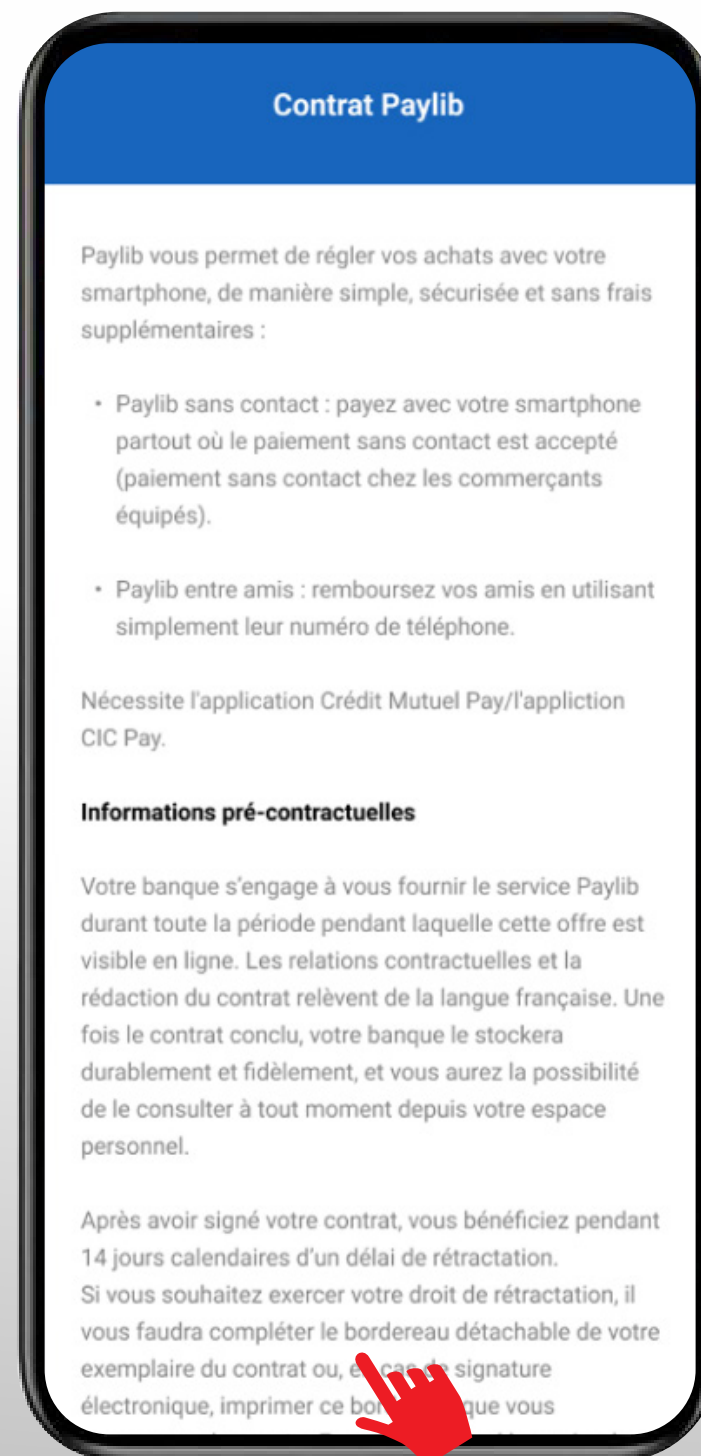 Contrat Paylib
Paylib vous permet de régler vos achats avec votre
smartphone, de manière simple, sécurisée et sans frais
supplémentaires :
• Paylib sans contact : payez avec votre smartphone
partout où le paiement sans contact est accepté
(paiement sans contact chez les commerçants
équipés).
• Paylib entre amis : remboursez vos amis en utilisant
simplement leur numéro de téléphone.
Nécessite l'application Crédit Mutuel Pay/l'appliction
CIC Pay.
Informations pré-contractuelles
Votre banque s'engage à vous fournir le service Paylib
durant toute la période pendant laquelle cette offre est
visible en ligne. Les relations contractuelles et la
rédaction du contrat relèvent de la langue française. Une
fois le contrat conclu, votre banque le stockera
durablement et fidèlement, et vous aurez la possibilité
de le consulter à tout moment depuis votre espace
personnel.
Après avoir signé votre contrat, vous bénéficiez pendant
14 jours calendaires d'un délai de rétractation.
Si vous souhaitez exercer votre droit de rétractation, il
vous faudra compléter le bordereau détachable de votre
exemplaire du contrat ou, en cas de signature
électronique, imprimer ce que vous